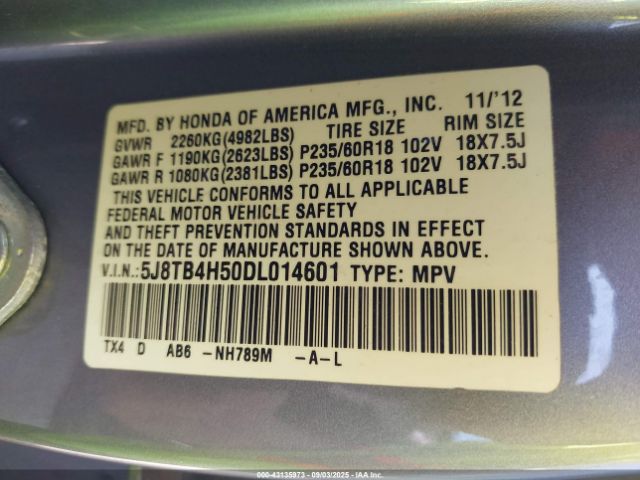 MFD. BY HONDA OF AMERICA MFG., INC. 11/'12
GVWR 2260KG(4982LBS) TIRE SIZE RIM SIZE
GAWR F 1190KG(2623LBS) P235/60R18 102V 18X7.5J
GAWR R 1080KG(2381LBS) P235/60R18 102V 18X7.5J
THIS VEHICLE CONFORMS TO ALL APPLICABLE
FEDERAL MOTOR VEHICLE SAFETY
AND THEFT PREVENTION STANDARDS IN EFFECT
ON THE DATE OF MANUFACTURE SHOWN ABOVE.
V.I.N.:5J8TB4H50DL014601 TYPE: MPV
TX4 D AB6 -NH789M -A-L
000-43135973 - 09/03/2025 - IAAI.COM